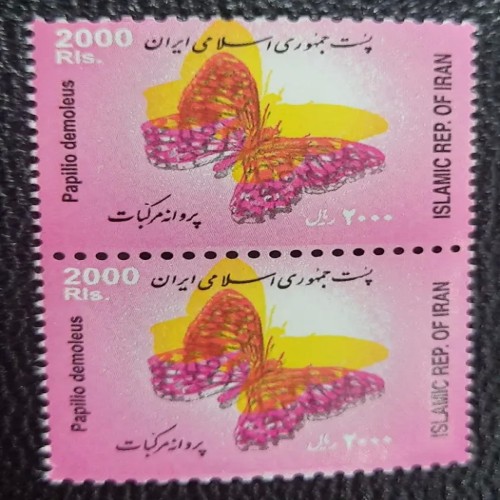 2000
Rls.
پست جمهوری اسلامی ایران
Papilio demoleus
ISLAMIC REP. OF IRAN
پروانه مرکبات
۲۰۰۰ ریال
2000
Rls.
پست جمهوری اسلامی ایران
Papilio demoleus
ISLAMIC REP. OF IRAN
پروانه مرکبات
۲۰۰۰ ریال